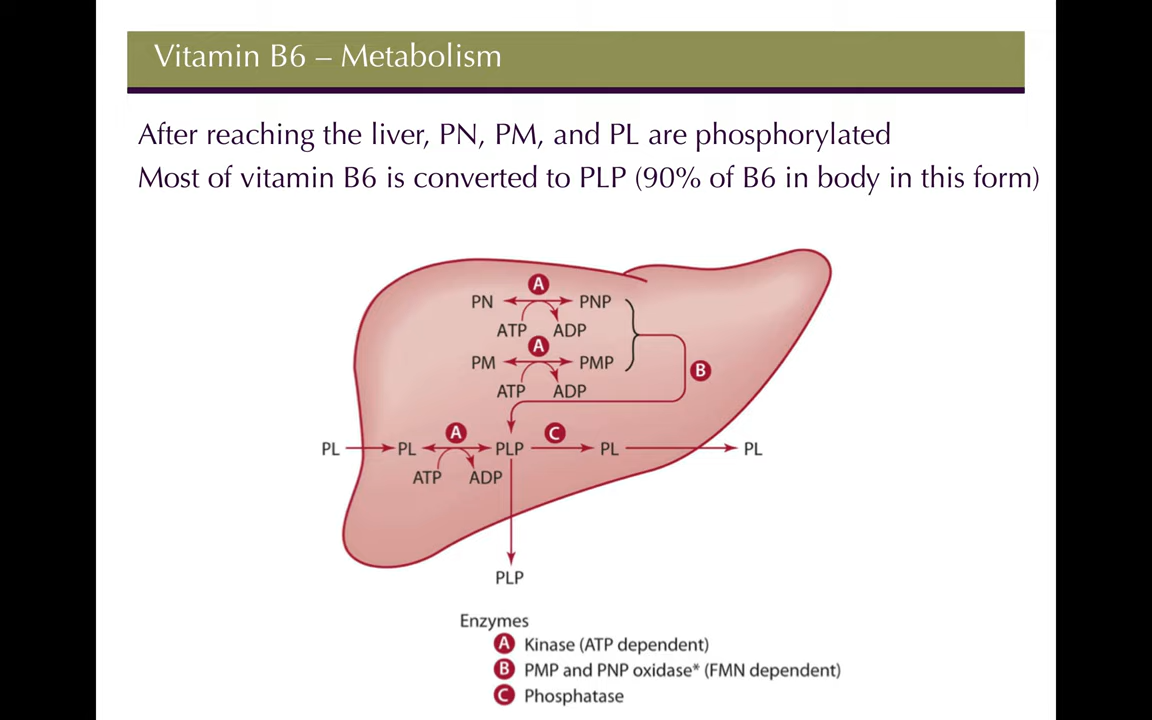 Vitamin B6 – Metabolism
After reaching the liver, PN, PM, and PL are phosphorylated
Most of vitamin B6 is converted to PLP (90% of B6 in body in this form)
A
PN PNP
ATP ADP
A
PM PMP
B
ATP ADP
A C
PL PL PLP PL PL
ATP ADP
PLP
Enzymes
A Kinase (ATP dependent)
B PMP and PNP oxidase* (FMN dependent)
C Phosphatase